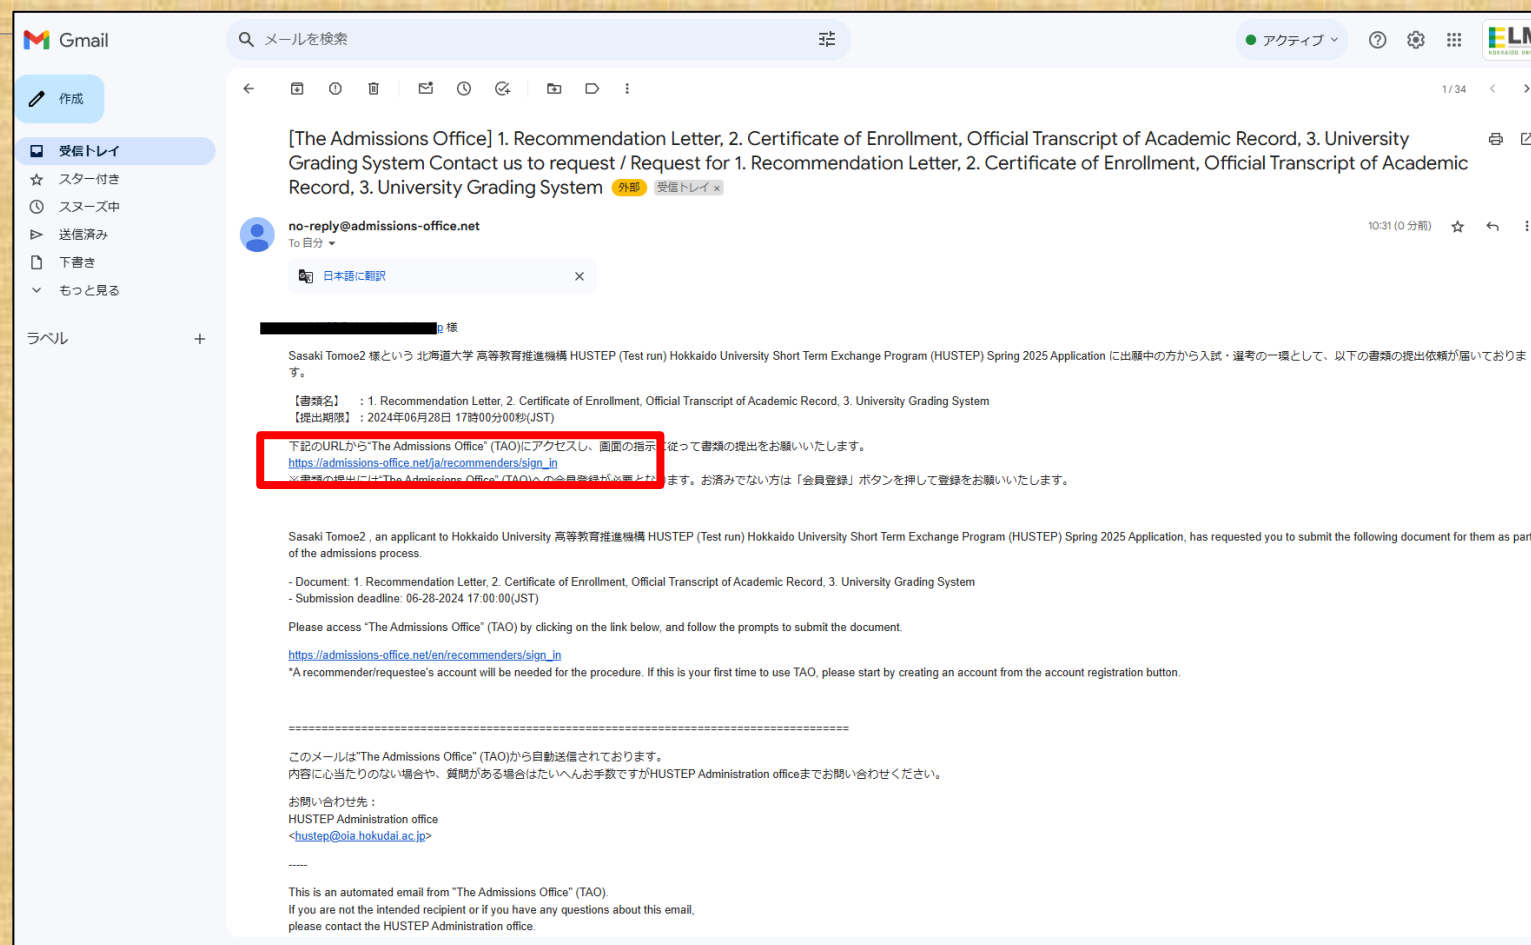 Gmail
メールを検索
アクティブ
作成
1/34
受信トレイ
スター付き
スヌーズ中
送信済み
下書き
もっと見る
ラベル
[The Admissions Office] 1. Recommendation Letter, 2. Certificate of Enrollment, Official Transcript of Academic Record, 3. University
Grading System Contact us to request / Request for 1. Recommendation Letter, 2. Certificate of Enrollment, Official Transcript of Academic
Record, 3. University Grading System 外部 受信トレイ ×
no-reply@admissions-office.net
10:31 (0 分前)
To 自分
日本語に翻訳
p 様
Sasaki Tomoe2 様という 北海道大学 高等教育推進機構 HUSTEP (Test run) Hokkaido University Short Term Exchange Program (HUSTEP) Spring 2025 Application に出願中の方から入試・選考の一環として、以下の書類の提出依頼が届いておりま
す。
【書類名】 ：1. Recommendation Letter, 2. Certificate of Enrollment, Official Transcript of Academic Record, 3. University Grading System
【提出期限】：2024年06月28日 17時00分00秒(JST)
下記のURLから“The Admissions Office” (TAO)にアクセスし、画面の指示に従って書類の提出をお願いいたします。
https://admissions-office.net/ja/recommenders/sign_in
※書類の提出には“The Admissions Office” (TAO)への会員登録が必要となります。お済みでない方は「会員登録」ボタンを押して登録をお願いいたします。
Sasaki Tomoe2 , an applicant to Hokkaido University 高等教育推進機構 HUSTEP (Test run) Hokkaido University Short Term Exchange Program (HUSTEP) Spring 2025 Application, has requested you to submit the following document for them as part
of the admissions process.
- Document: 1. Recommendation Letter, 2. Certificate of Enrollment, Official Transcript of Academic Record, 3. University Grading System
- Submission deadline: 06-28-2024 17:00:00(JST)
Please access “The Admissions Office” (TAO) by clicking on the link below, and follow the prompts to submit the document.
https://admissions-office.net/en/recommenders/sign_in
*A recommender/requestee's account will be needed for the procedure. If this is your first time to use TAO, please start by creating an account from the account registration button.
=====================================================================================
このメールは"The Admissions Office" (TAO)から自動送信されております。
内容に心当たりのない場合や、質問がある場合はたいへんお手数ですがHUSTEP Administration officeまでお問い合わせください。
お問い合わせ先：
HUSTEP Administration office
<hustep@oia.hokudai.ac.jp>
-----
This is an automated email from "The Admissions Office" (TAO).
If you are not the intended recipient or if you have any questions about this email,
please contact the HUSTEP Administration office.